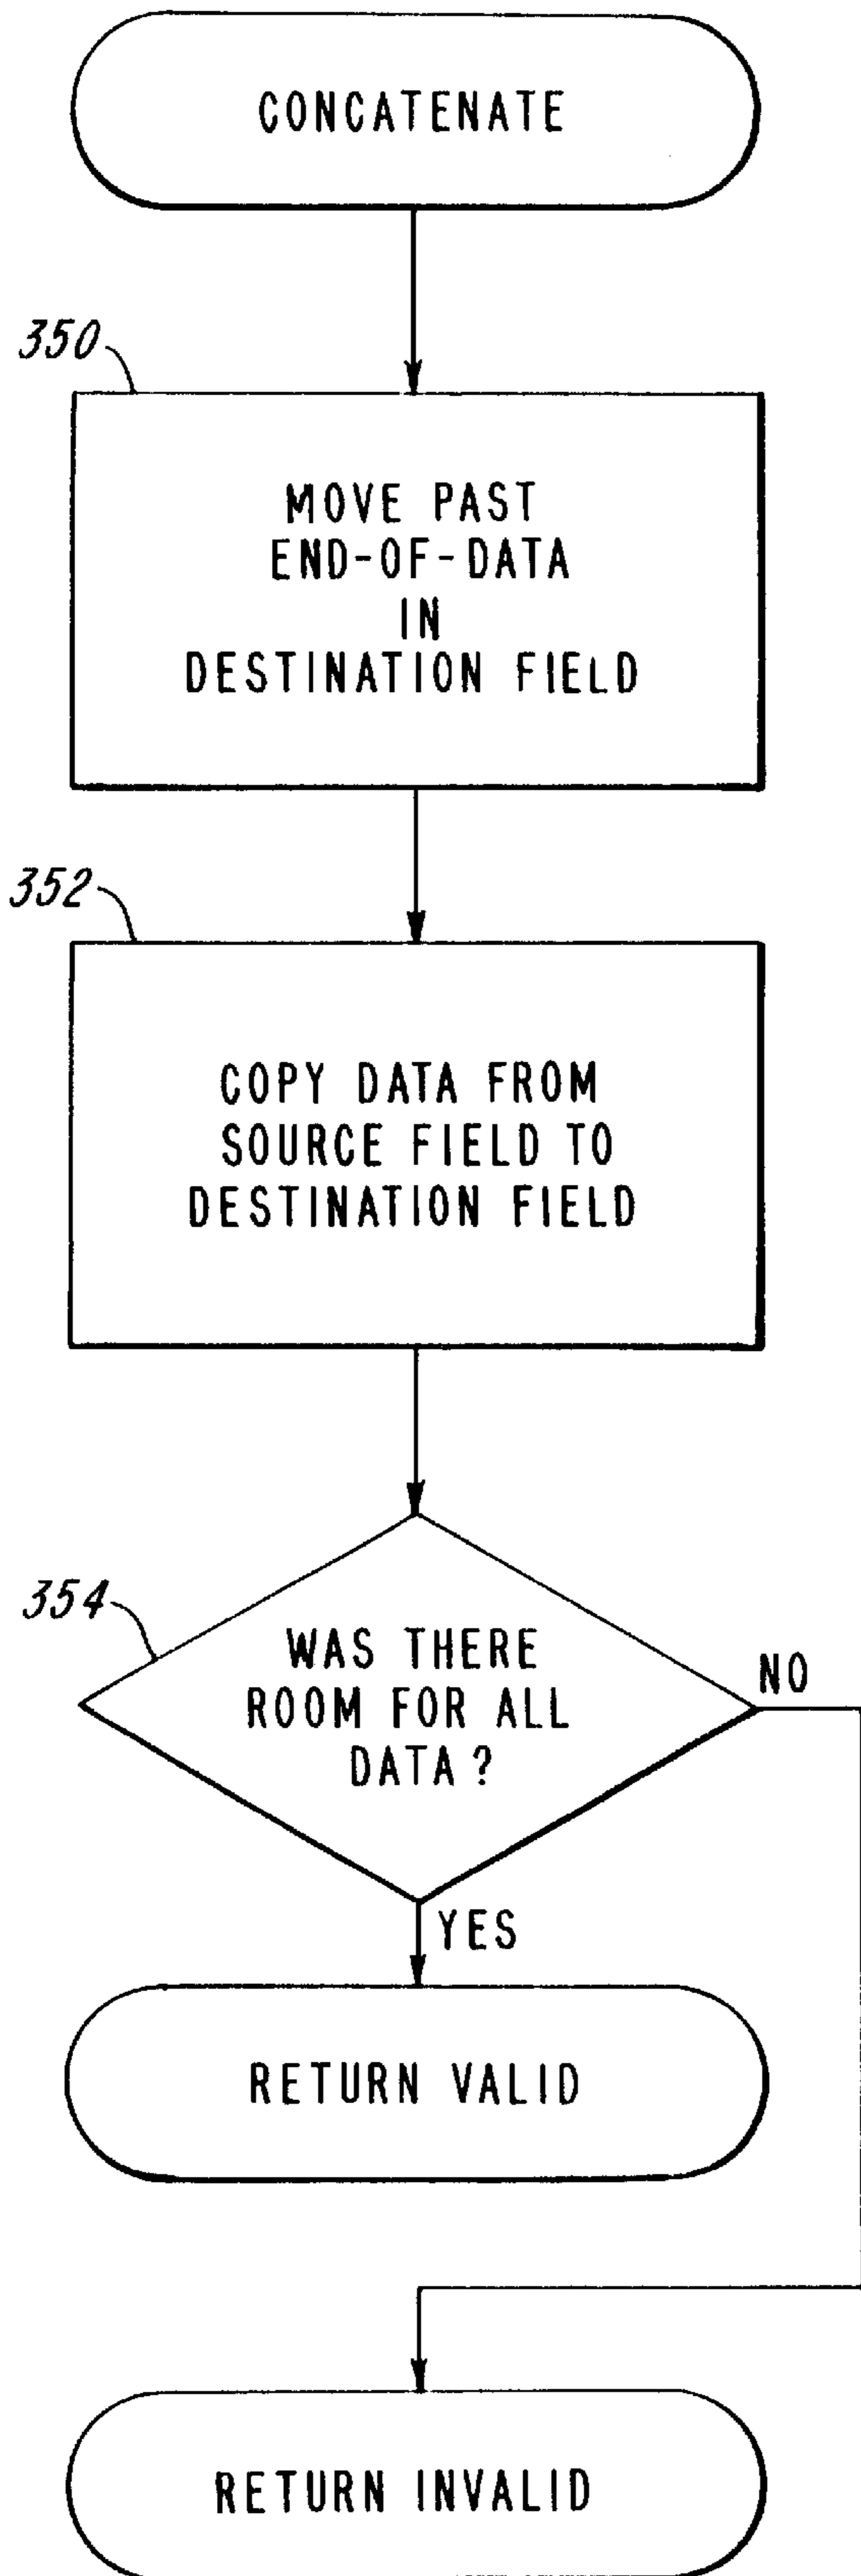 CONCATENATE
350
MOVE PAST
END-OF-DATA
IN
DESTINATION FIELD
352
COPY DATA FROM
SOURCE FIELD TO
DESTINATION FIELD
354
WAS THERE
ROOM FOR ALL
DATA?
NO
YES
RETURN VALID
RETURN INVALID